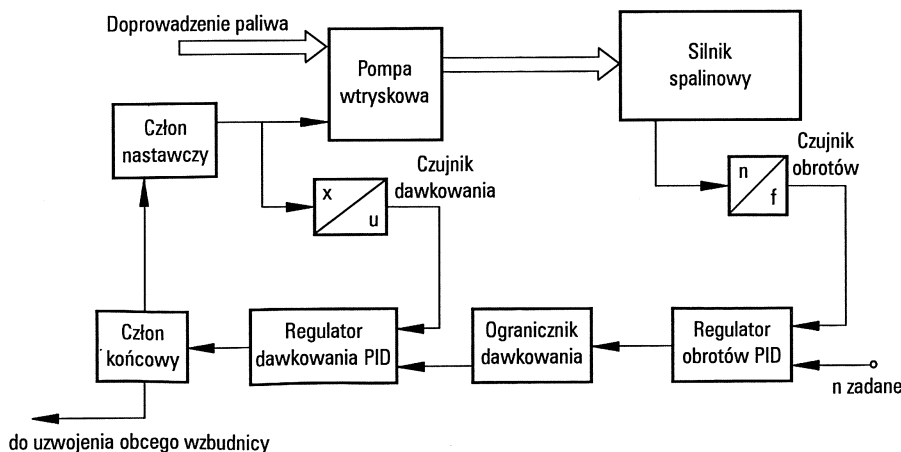 Doprowadzenie paliwa
Pompa
wtryskowa
Silnik
spalinowy
Człon
nastawczy
x
u
Czujnik
dawkowania
n
f
Czujnik
obrotów
Człon
końcowy
Regulator
dawkowania PID
Ogranicznik
dawkowania
Regulator
obrotów PID
n zadane
do uzwojenia obcego wzbudnicy